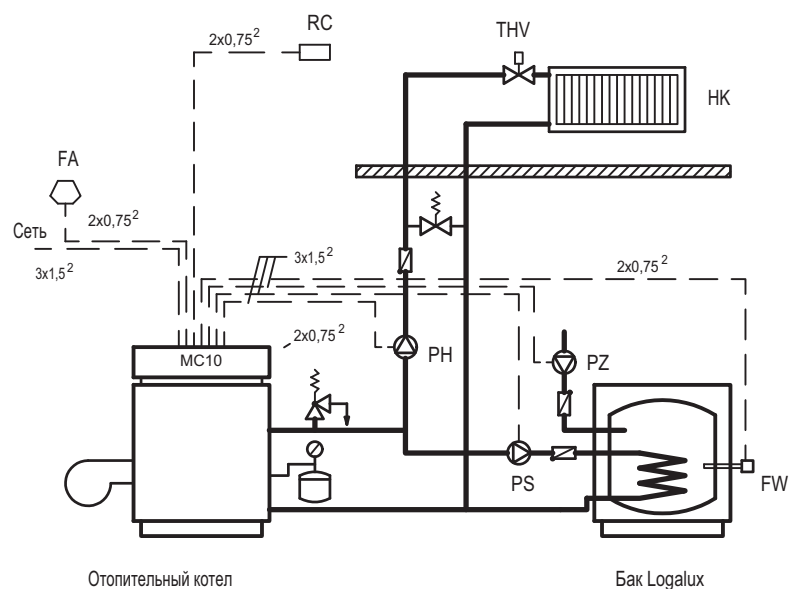 RC
2x0,75²
THV
HK
FA
2x0,75²
Сеть
3x1,5²
3x1,5²
2x0,75²
2x0,75²
MC10
PH
PZ
PS
FW
Отопительный котел
Бак Logalux